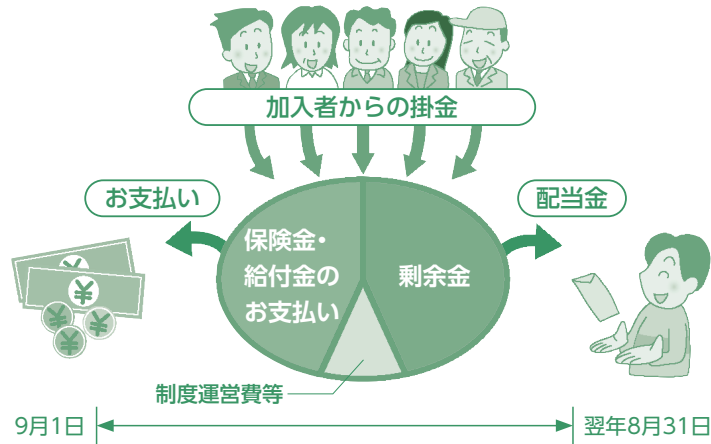 加入者からの掛金
お支払い
配当金
保険金・
給付金の
お支払い
剰余金
¥
¥
¥
¥
¥
制度運営費等
9月1日
翌年8月31日